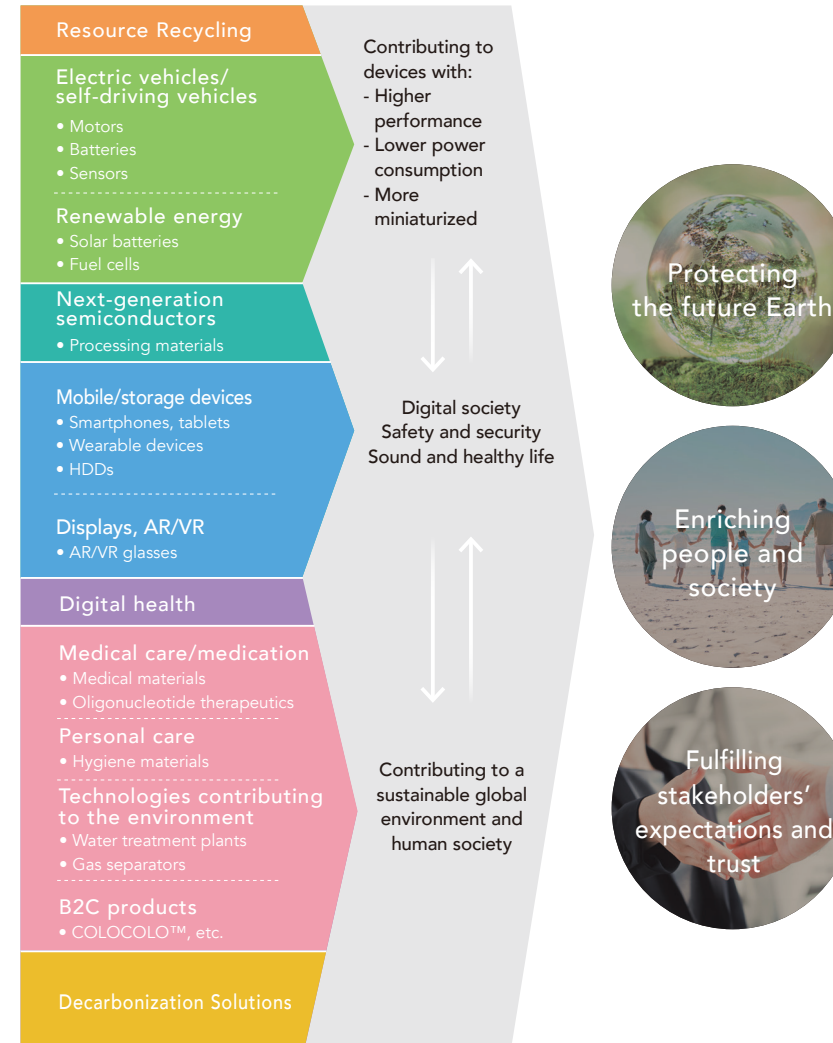 Resource Recycling
Electric vehicles/
self-driving vehicles
• Motors
• Batteries
• Sensors
Renewable energy
• Solar batteries
• Fuel cells
Next-generation
semiconductors
• Processing materials
Mobile/storage devices
• Smartphones, tablets
• Wearable devices
• HDDs
Displays, AR/VR
• AR/VR glasses
Digital health
Medical care/medication
• Medical materials
• Oligonucleotide therapeutics
Personal care
• Hygiene materials
Technologies contributing
to the environment
• Water treatment plants
• Gas separators
B2C products
• COLOCOLO™, etc.
Decarbonization Solutions
Contributing to
devices with:
- Higher
performance
- Lower power
consumption
- More
miniaturized
Digital society
Safety and security
Sound and healthy life
Contributing to a
sustainable global
environment and
human society
Protecting
the future Earth
Enriching
people and
society
Fulfilling
stakeholders’
expectations and
trust